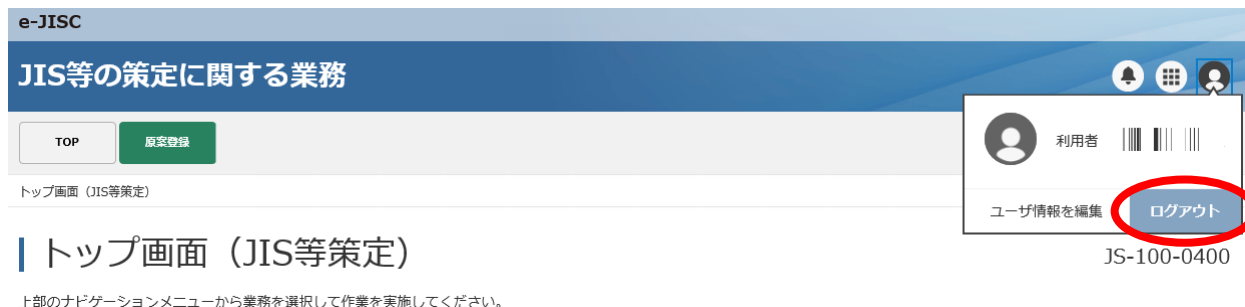 e-JISC
JIS等の策定に関する業務
TOP 原案登録
利用者
トップ画面（JIS等策定）
ユーザ情報を編集 ログアウト
トップ画面（JIS等策定）
JS-100-0400
上部のナビゲーションメニューから業務を選択して作業を実施してください。